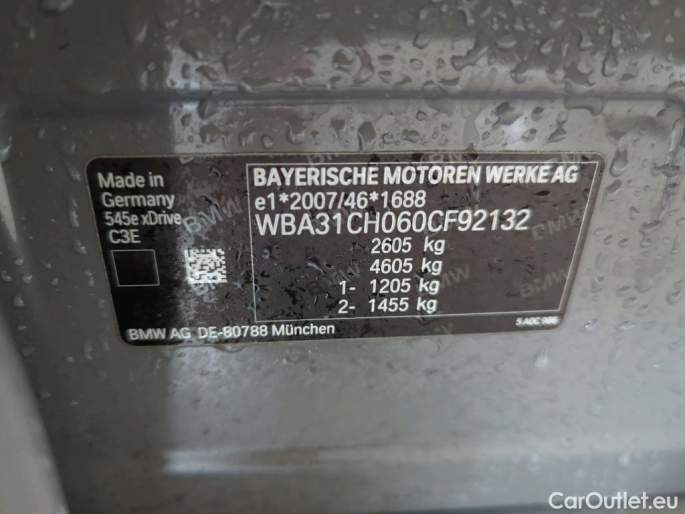 Made in
Germany
545e xDrive
C3E
BAYERISCHE MOTOREN WERKE AG
e1*2007/46*1688
WBA31CH060CF92132
2605 kg
4605 kg
1- 1205 kg
2- 1455 kg
BMW AG DE-80788 München
CarOutlet.eu